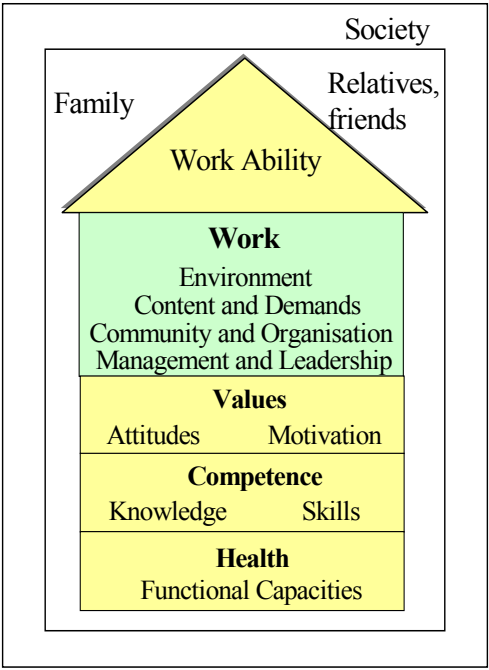 Society
Family
Relatives,
friends
Work Ability
Work
Environment
Content and Demands
Community and Organisation
Management and Leadership
Values
Attitudes Motivation
Competence
Knowledge Skills
Health
Functional Capacities